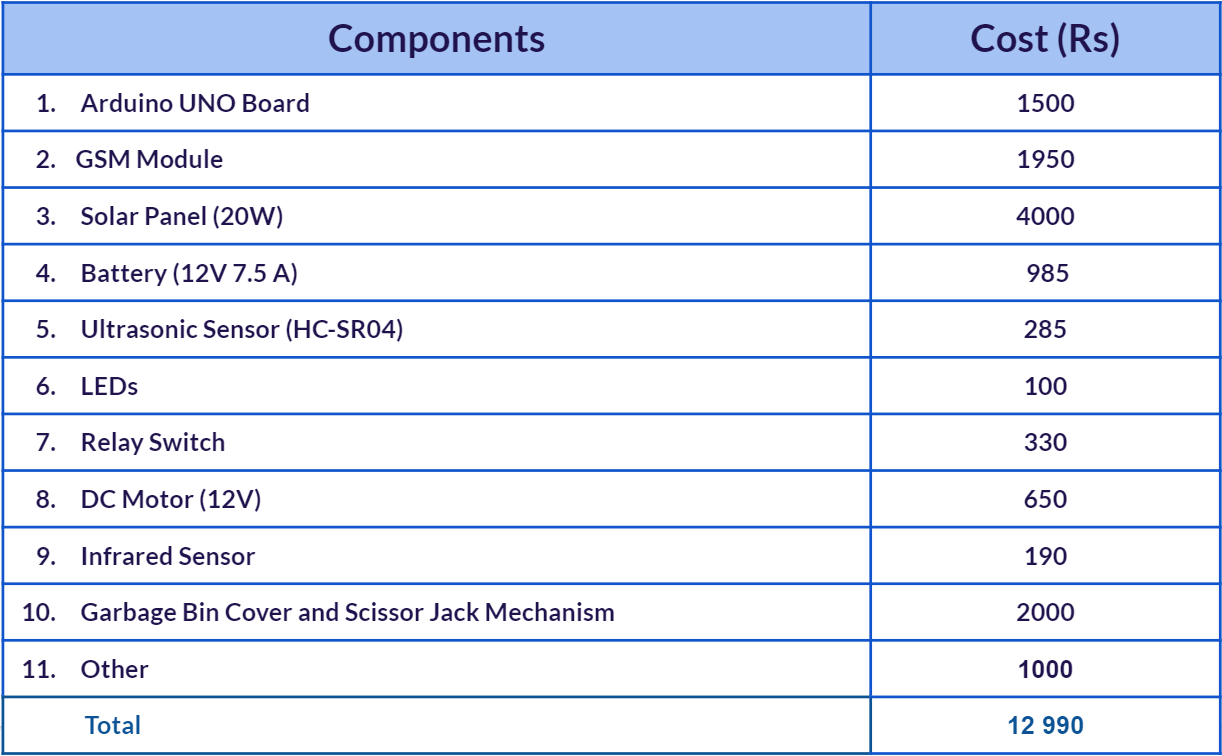 Components Cost (Rs)
1. Arduino UNO Board 1500
2. GSM Module 1950
3. Solar Panel (20W) 4000
4. Battery (12V 7.5 A) 985
5. Ultrasonic Sensor (HC-SR04) 285
6. LEDs 100
7. Relay Switch 330
8. DC Motor (12V) 650
9. Infrared Sensor 190
10. Garbage Bin Cover and Scissor Jack Mechanism 2000
11. Other 1000
Total 12 990